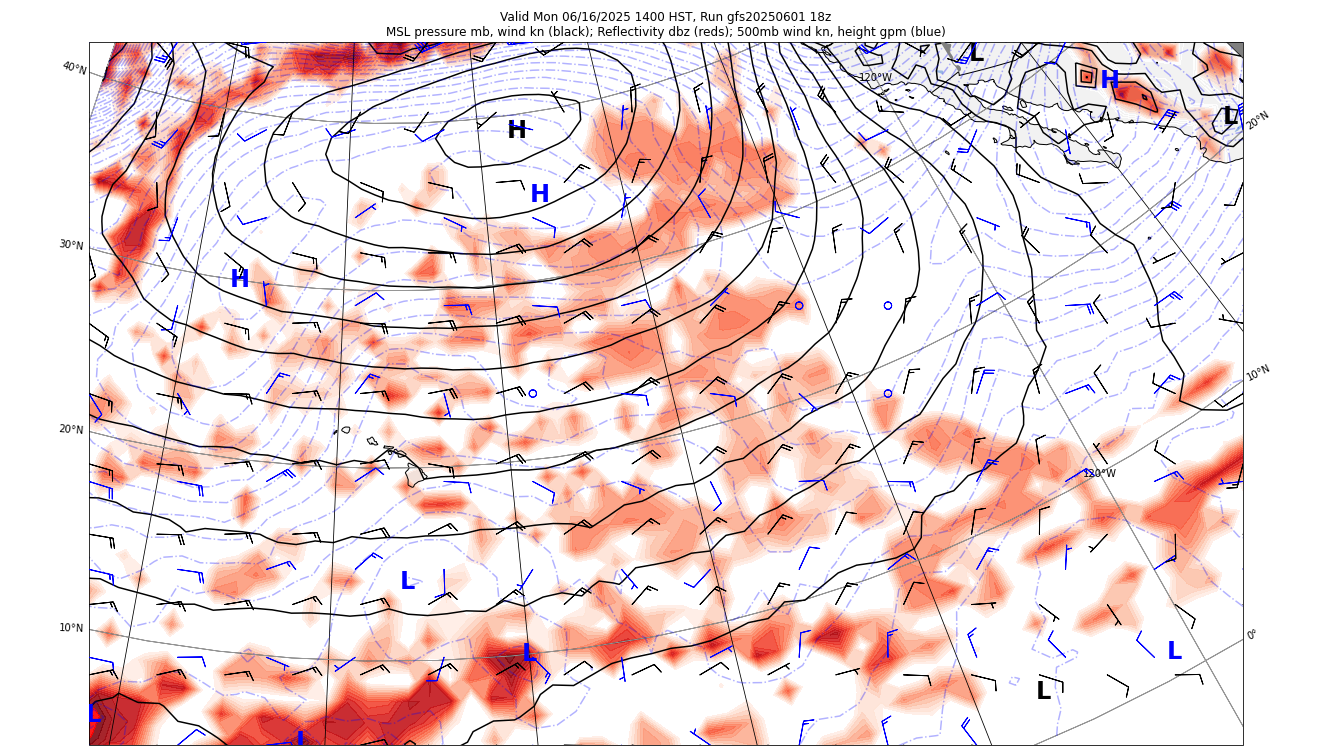 Valid Mon 06/16/2025 1400 HST, Run gfs20250601 18z
MSL pressure mb, wind kn (black); Reflectivity dbz (reds); 500mb wind kn, height gpm (blue)
L
40°N
120°W
H
L
20°N
H
H
30°N
H
10°N
20°N
120°W
L
10°N
0°
L
L
L
L
L